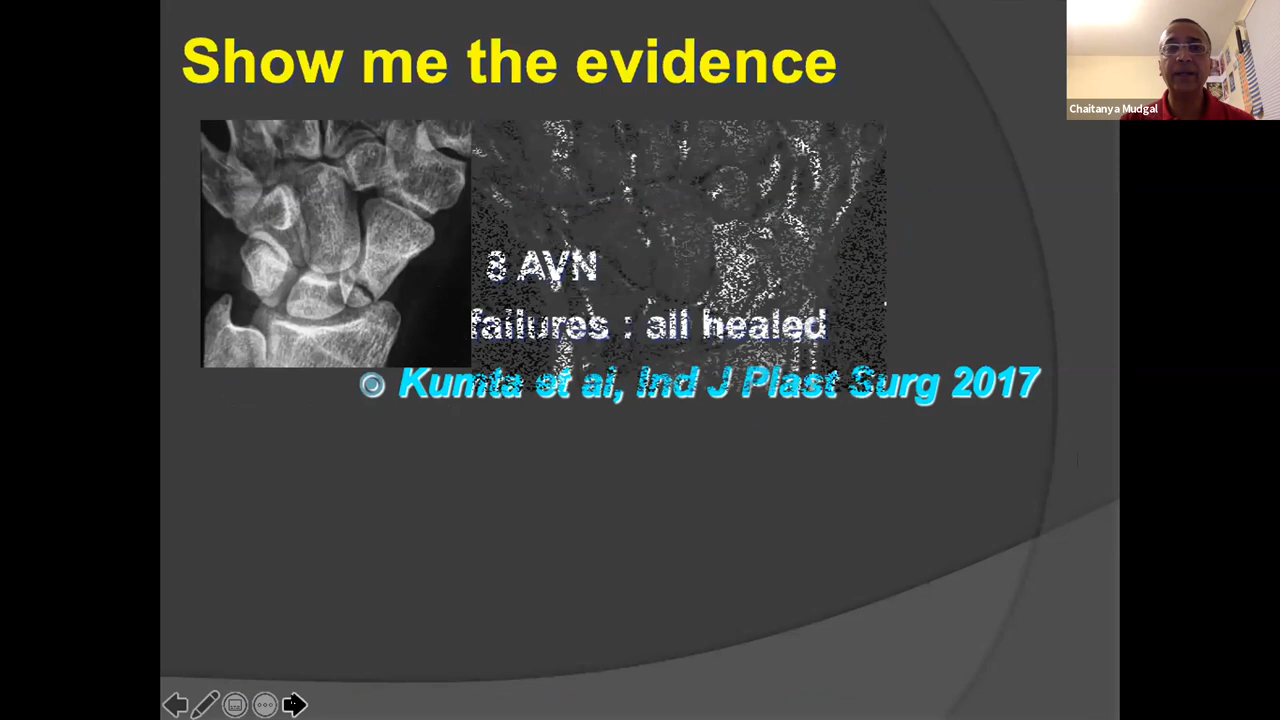 Show me the evidence
Chaitanya Mudgal
8 AVN
failures : all healed
Kumta et al, Ind J Plast Surg 2017